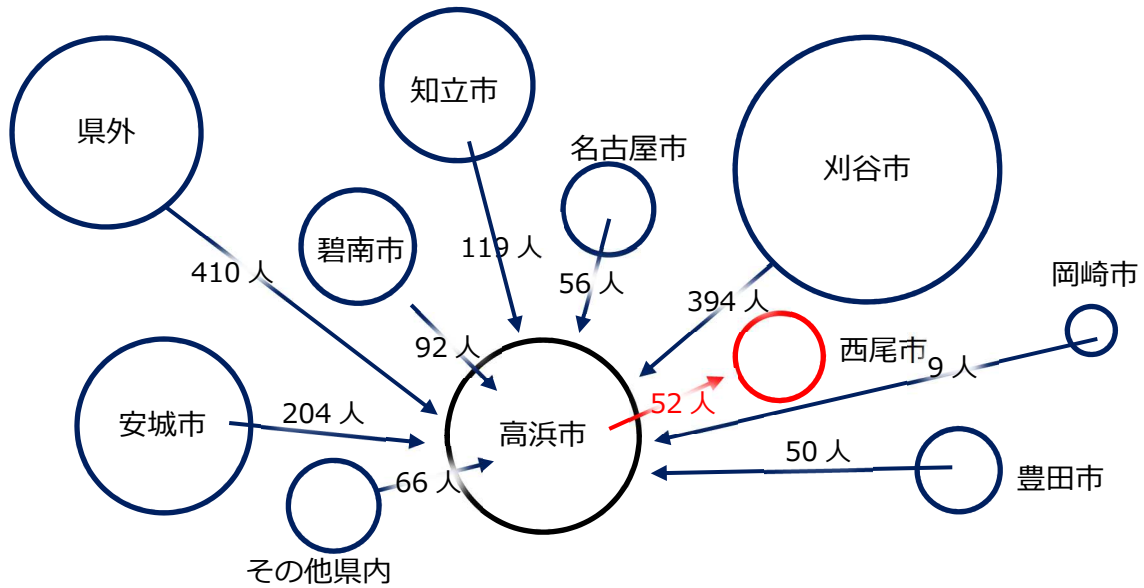 県外
知立市
名古屋市
刈谷市
碧南市
岡崎市
410 人
119 人
56 人
394 人
92 人
西尾市
9 人
安城市
204 人
高浜市
52 人
66 人
50 人
豊田市
その他県内